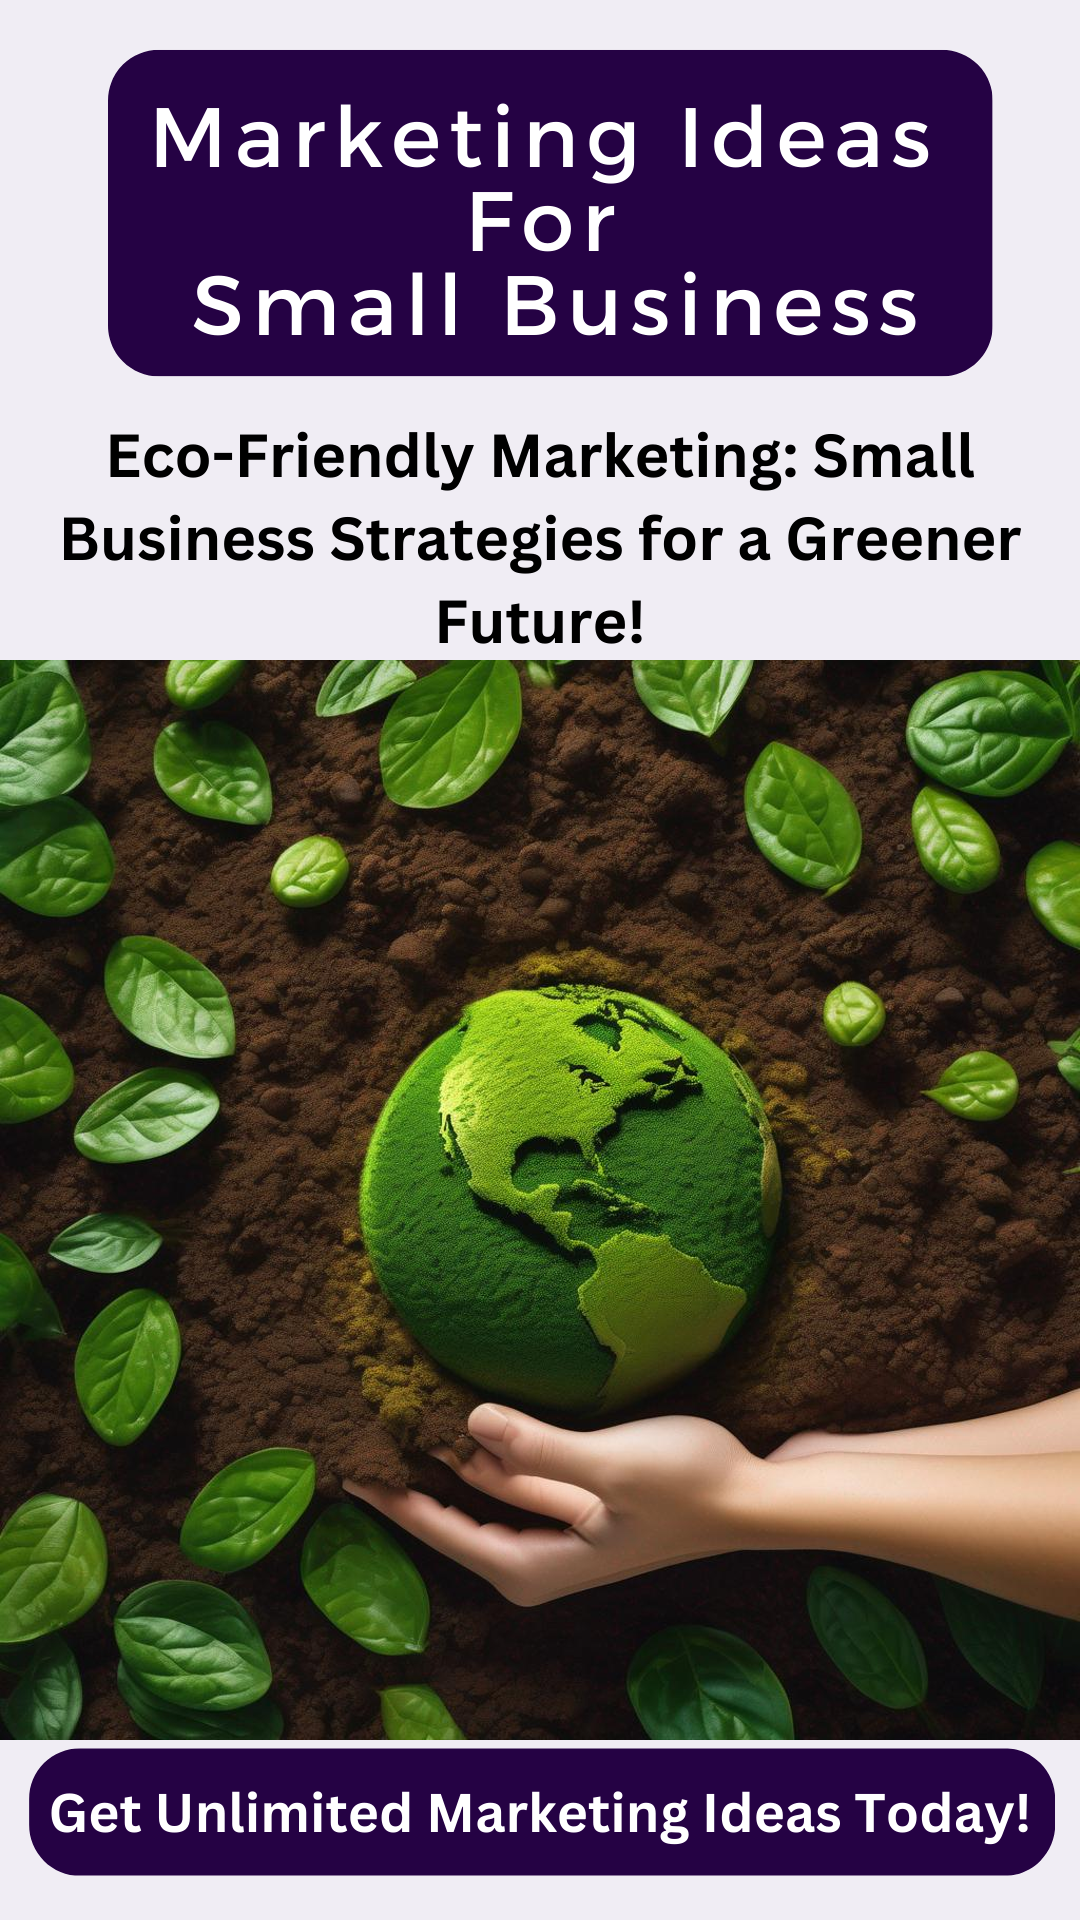 Marketing Ideas
For
Small Business
Eco-Friendly Marketing: Small
Business Strategies for a Greener
Future!
Get Unlimited Marketing Ideas Today!